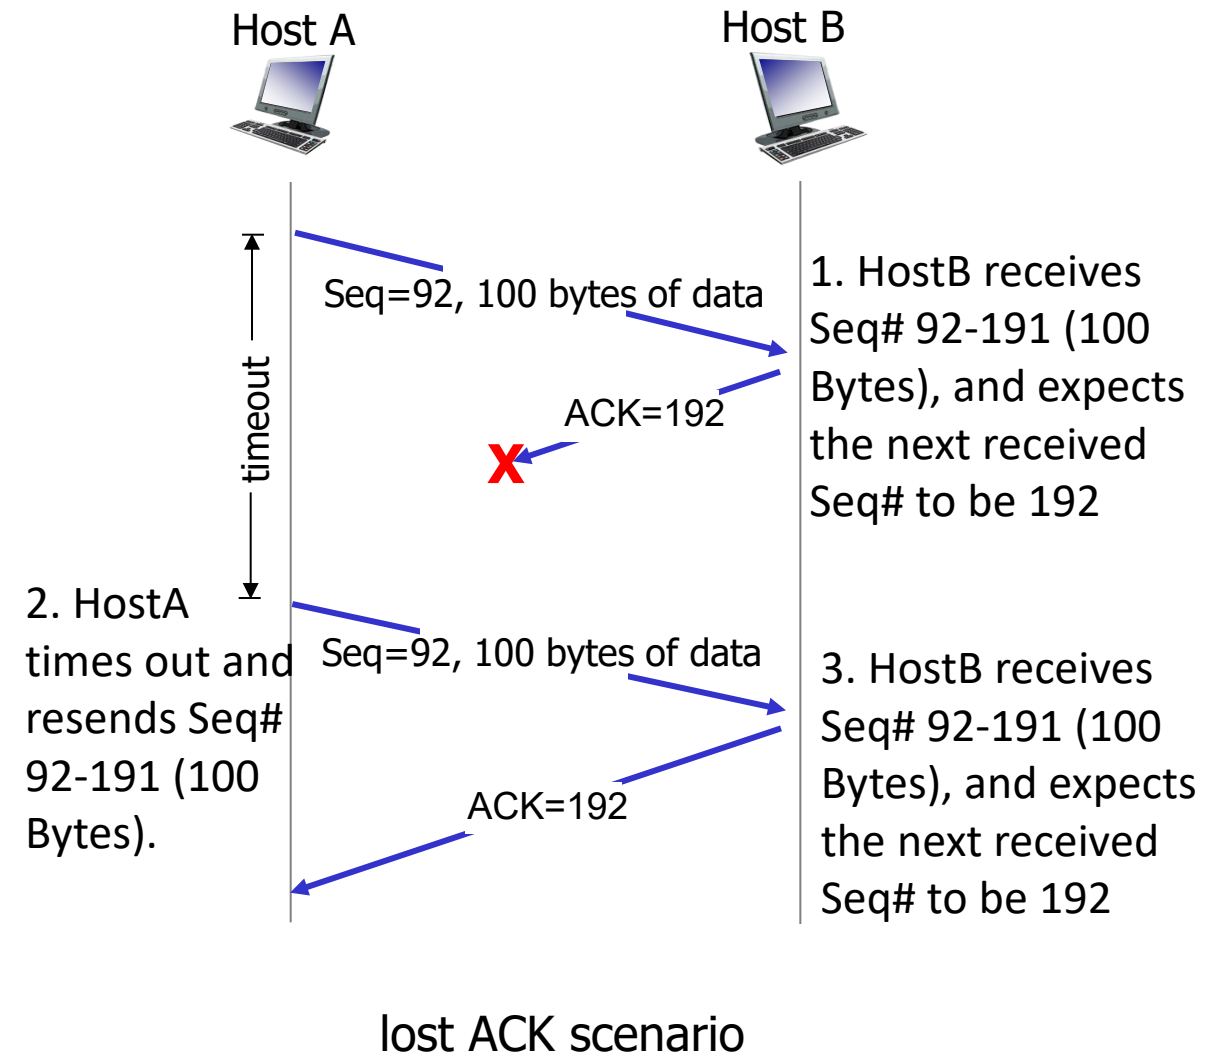 Host A
Host B
Seq=92, 100 bytes of data
1. HostB receives
Seq# 92-191 (100
Bytes), and expects
the next received
Seq# to be 192
timeout
ACK=192
X
2. HostA
times out and
resends Seq#
92-191 (100
Bytes).
Seq=92, 100 bytes of data
3. HostB receives
Seq# 92-191 (100
Bytes), and expects
the next received
Seq# to be 192
ACK=192
lost ACK scenario